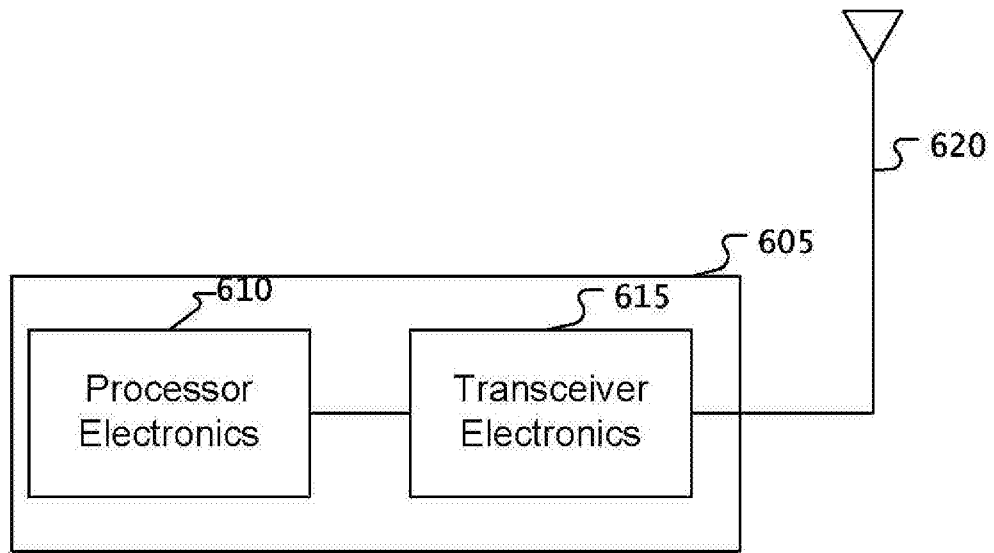 620
605
610
615
Processor
Electronics
Transceiver
Electronics